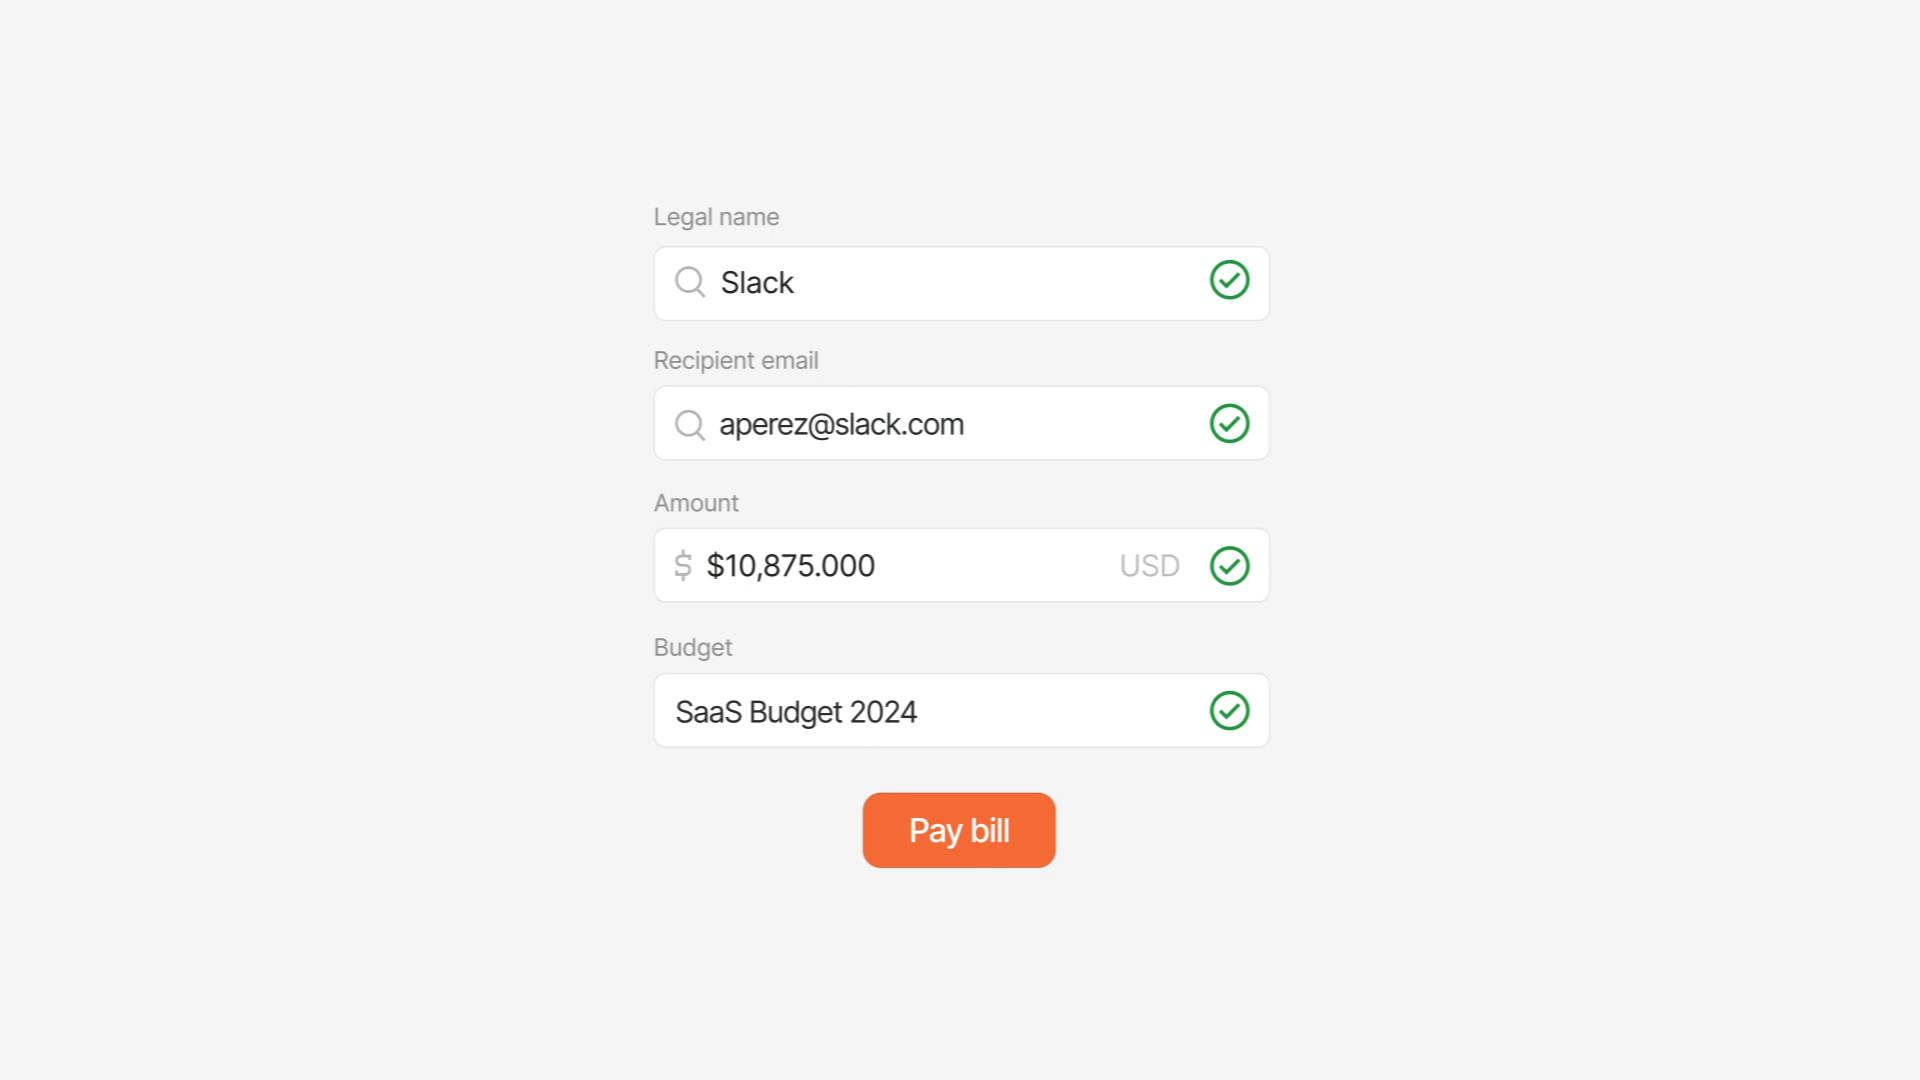 Legal name
Slack
Recipient email
aperez@slack.com
Amount
$ $10,875.000 USD
Budget
SaaS Budget 2024
Pay bill